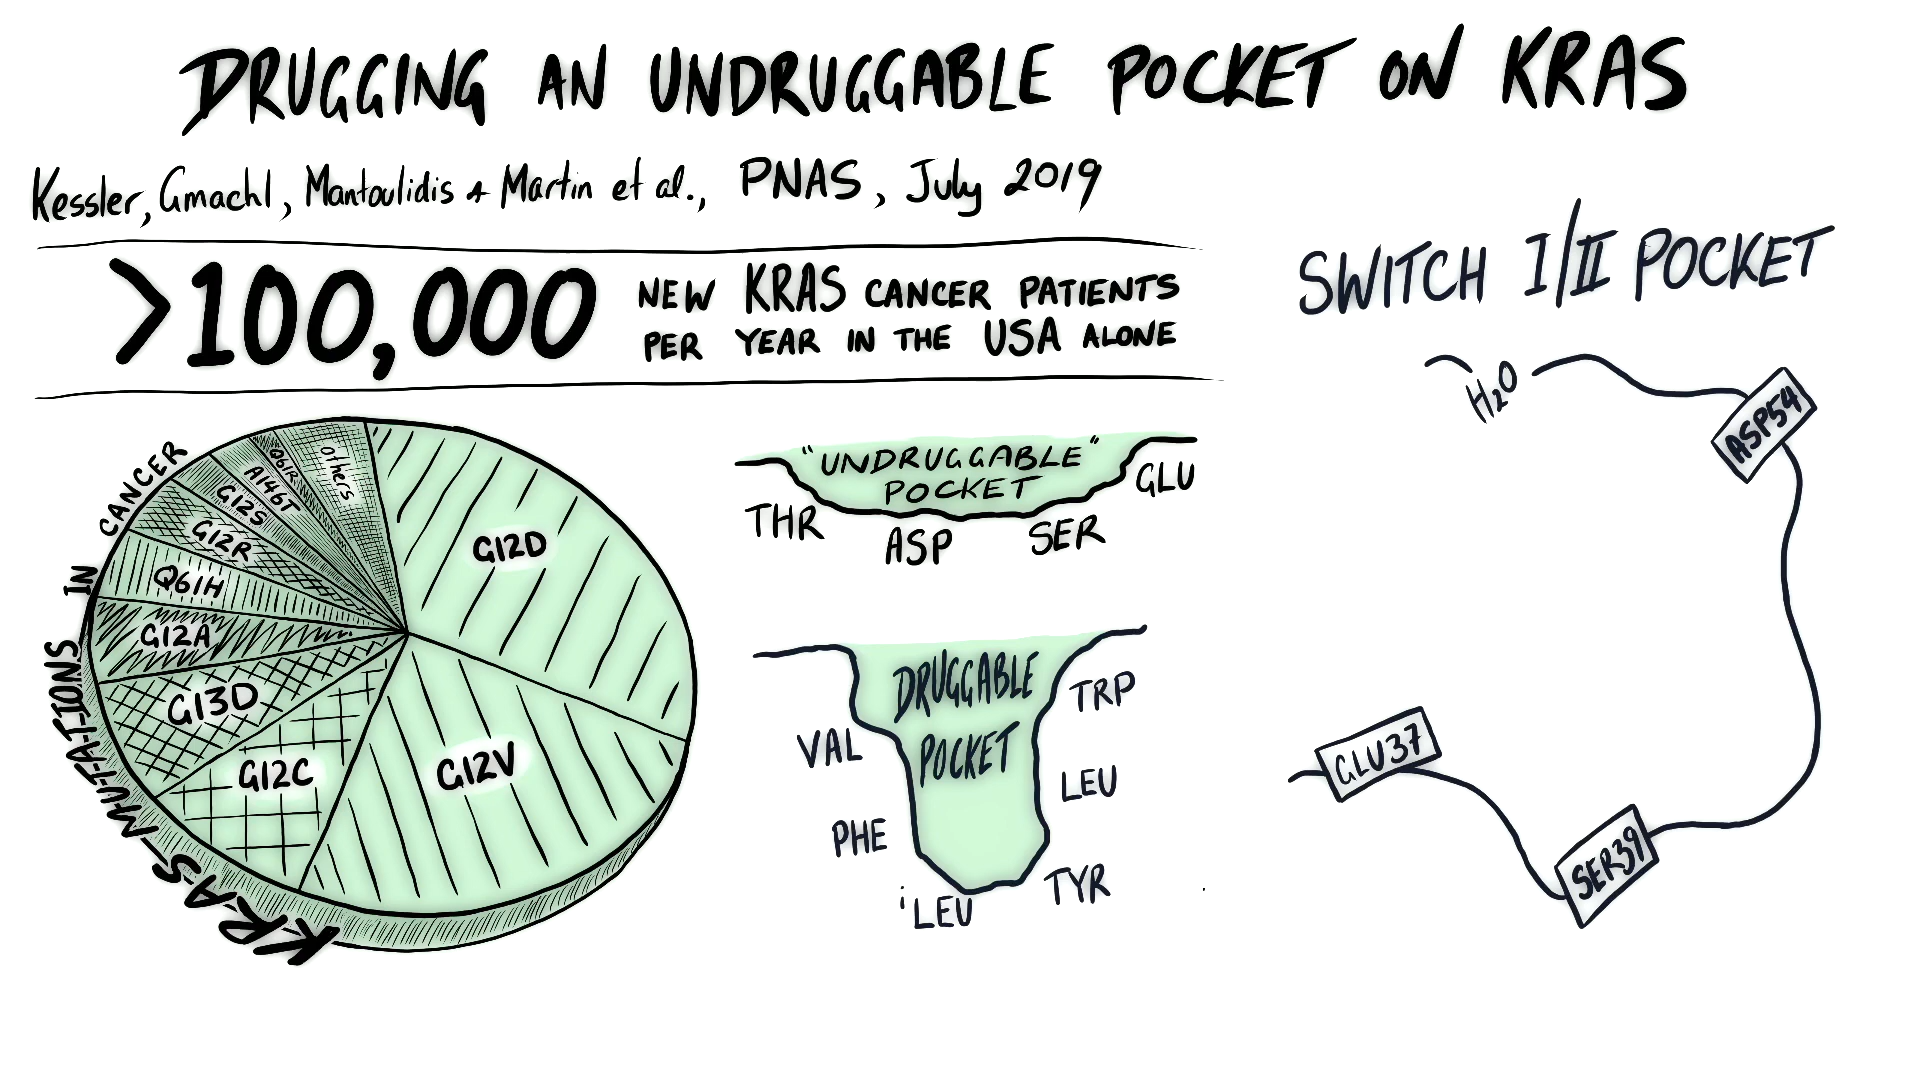 DRUGGING AN UNDRUGGABLE POCKET ON KRAS
Kessler, Gmachl, Mantoulidis & Martin et al., PNAS, July 2019
>100,000
NEW KRAS CANCER PATIENTS
PER YEAR IN THE USA ALONE
KRAS MUTATIONS IN CANCER
G12D
G12V
G12C
G13D
G12A
Q61H
G12R
G12S
A146T
Q61R
others
"UNDRUGGABLE"
POCKET
THR
ASP
SER
GLU
DRUGGABLE
POCKET
VAL
PHE
iLEU
TYR
LEU
TRP
SWITCH I/II POCKET
H2O
ASP54
GLU37
SER39